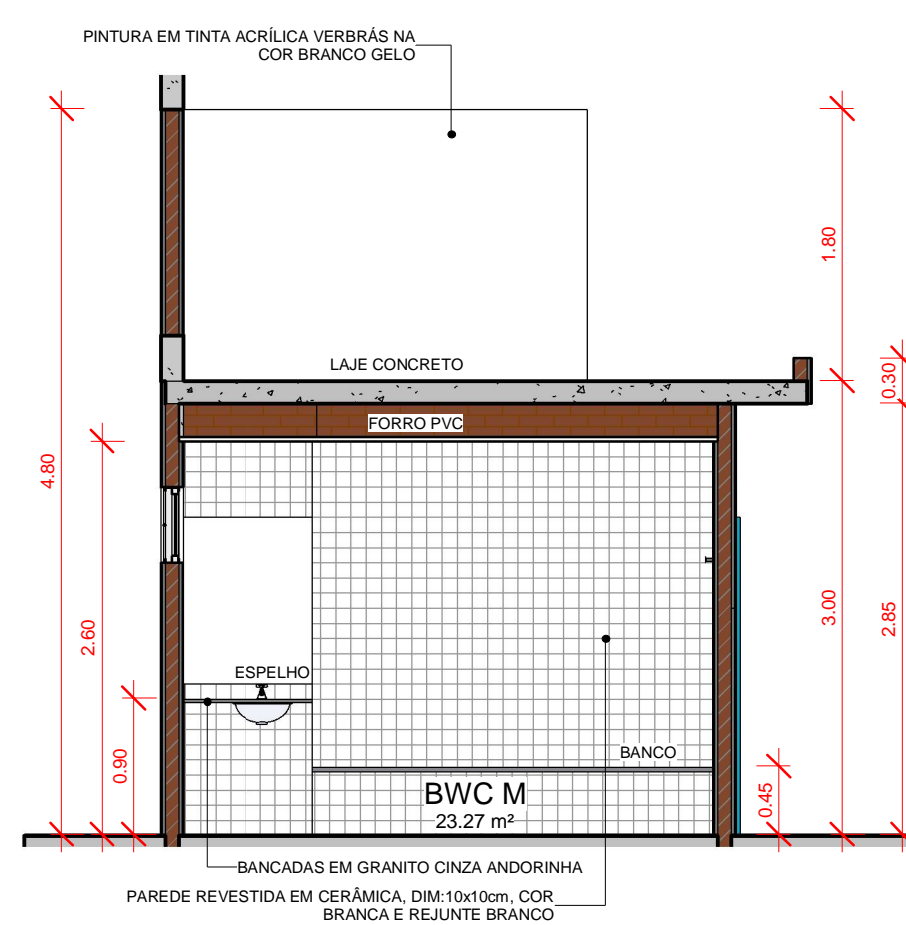 PINTURA EM TINTA ACRÍLICA VERBRÁS NA
COR BRANCO GELO
1.80
LAJE CONCRETO
0.30
FORRO PVC
4.80
2.60
3.00
2.85
ESPELHO
BANCO
0.90
BWC M
0.45
23.27 m²
BANCADAS EM GRANITO CINZA ANDORINHA
PAREDE REVESTIDA EM CERÂMICA, DIM:10x10cm, COR
BRANCA E REJUNTE BRANCO